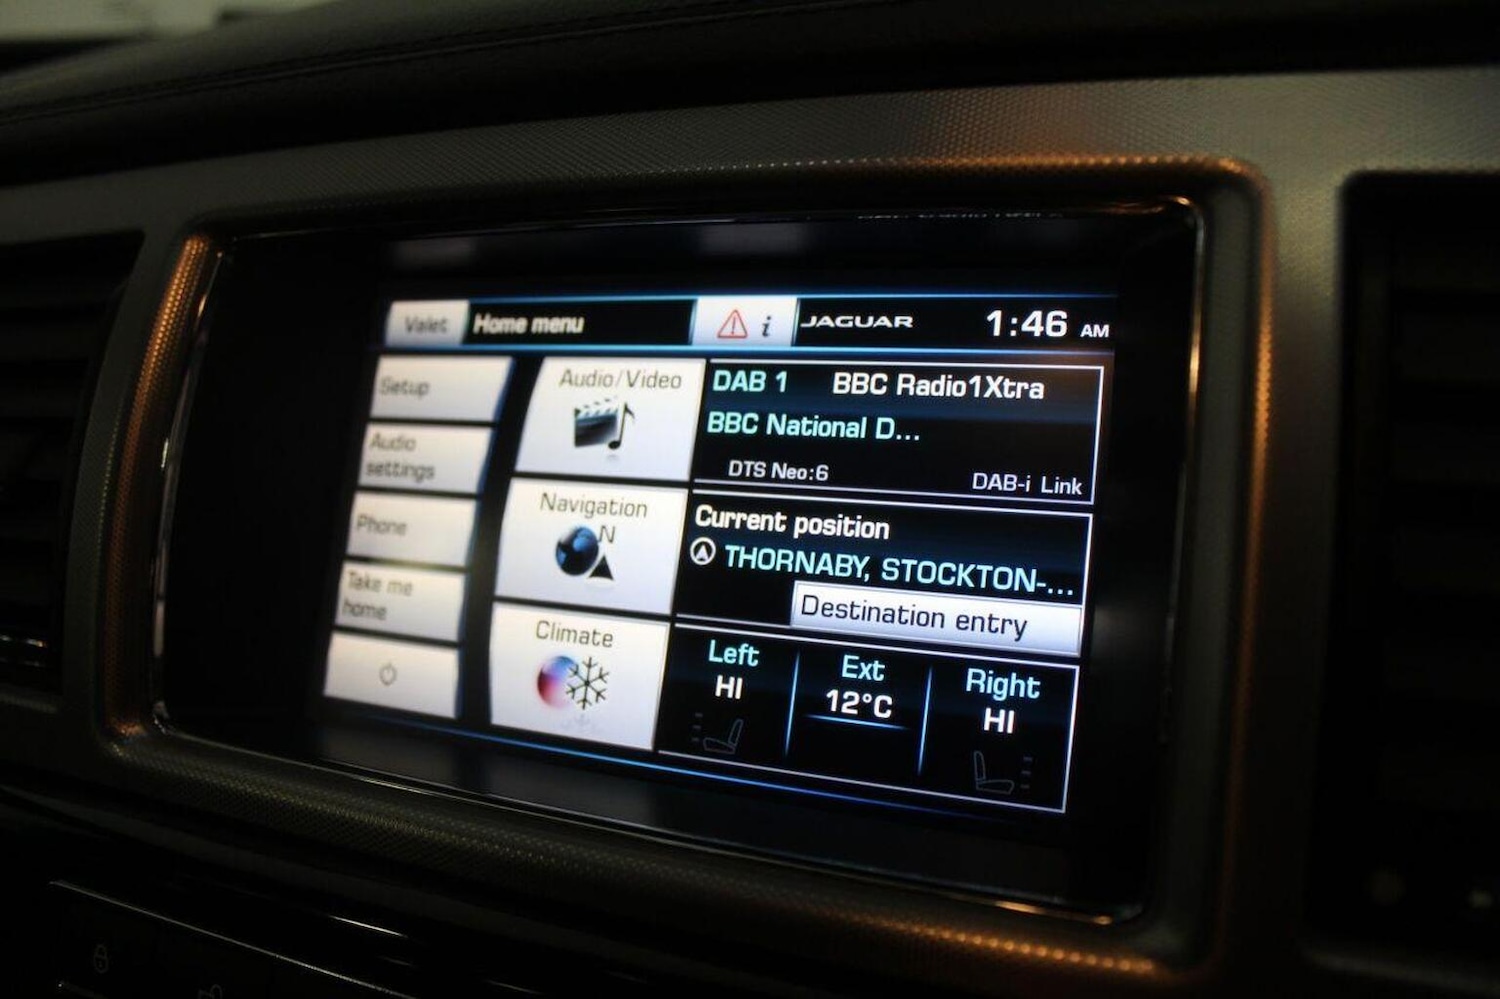 Valet
Home menu
i
JAGUAR
1:46 AM
Setup
Audio
settings
Phone
Take me
home
Audio/Video
Navigation
N
Climate
DAB 1 BBC Radio1Xtra
BBC National D...
DTS Neo:6
DAB-i Link
Current position
THORNABY, STOCKTON-...
Destination entry
Left
HI
Ext
12°C
Right
HI